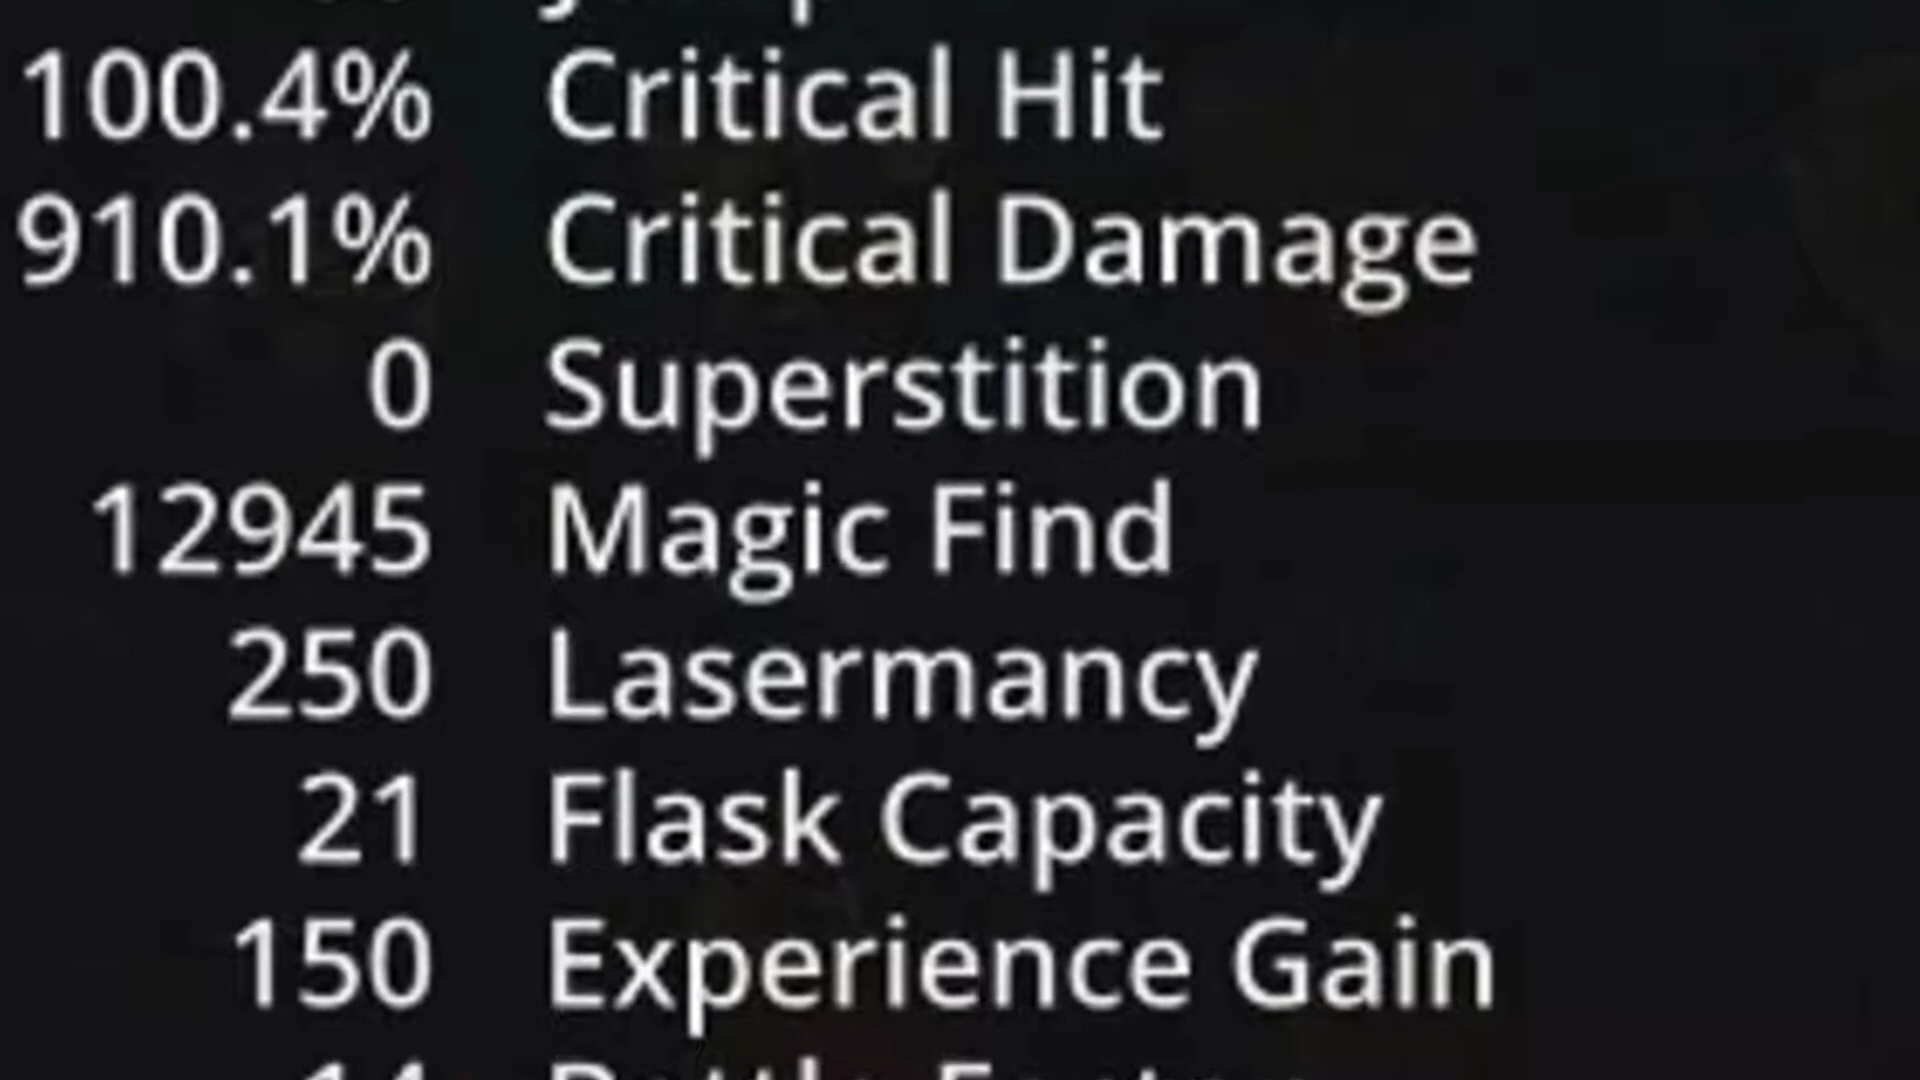 100.4% Critical Hit
910.1% Critical Damage
0 Superstition
12945 Magic Find
250 Lasermancy
21 Flask Capacity
150 Experience Gain